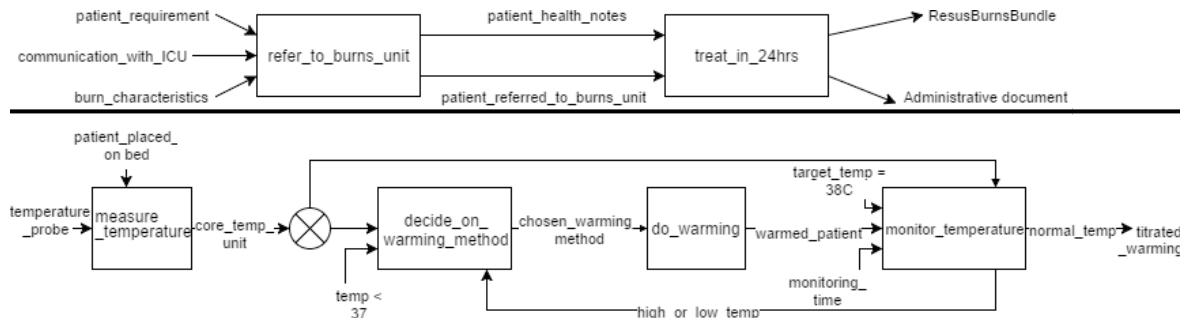 patient_requirement
communication_with_ICU
burn_characteristics
refer_to_burns_unit
patient_health_notes
patient_referred_to_burns_unit
treat_in_24hrs
ResusBurnsBundle
Administrative document
patient_placed_
on bed
temperature
_probe
measure
_temperature
core_temp_
unit
temp <
37
decide_on_
warming_method
chosen_warming_
method
do_warming
warmed_patient
target_temp =
38C
monitoring_
time
monitor_temperature
high_or_low_temp
normal_temp
titrated
_warming